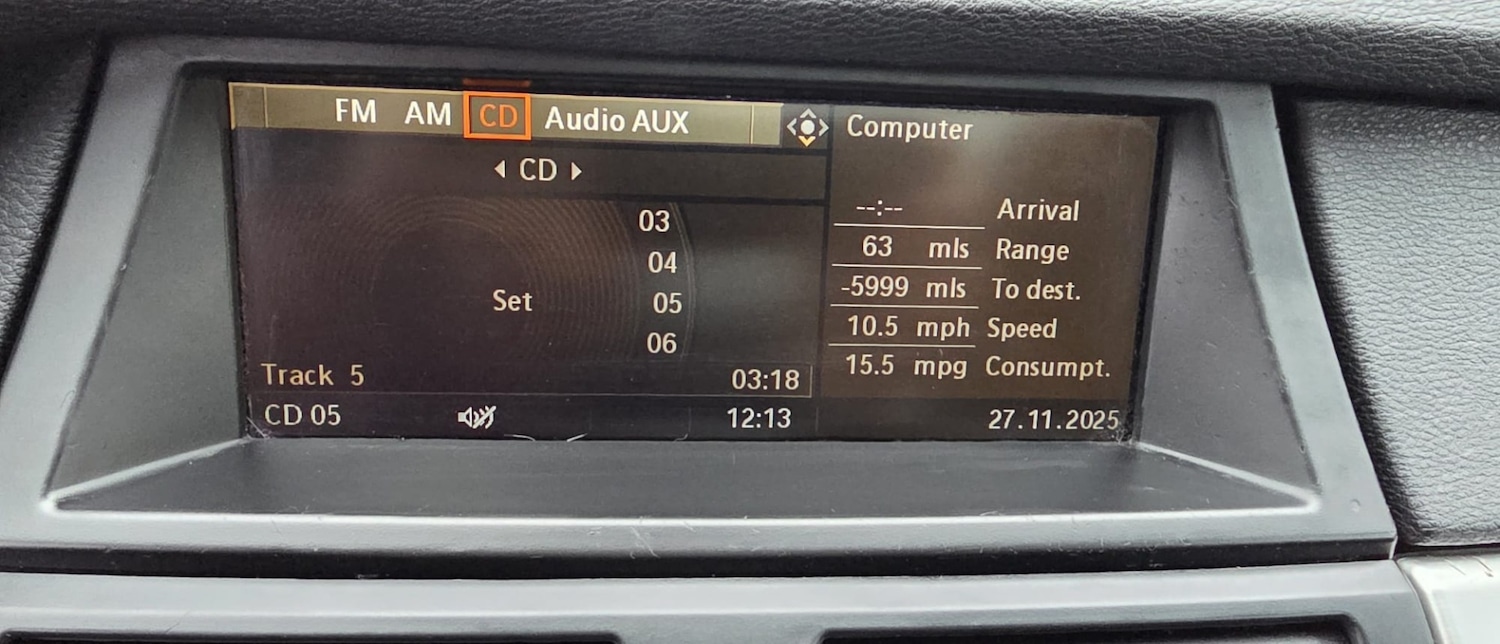 FM AM CD Audio AUX
CD
03
04
Set 05
06
Track 5 03:18
CD 05 12:13
Computer
--:-- Arrival
63 mls Range
-5999 mls To dest.
10.5 mph Speed
15.5 mpg Consumpt.
27.11.2025